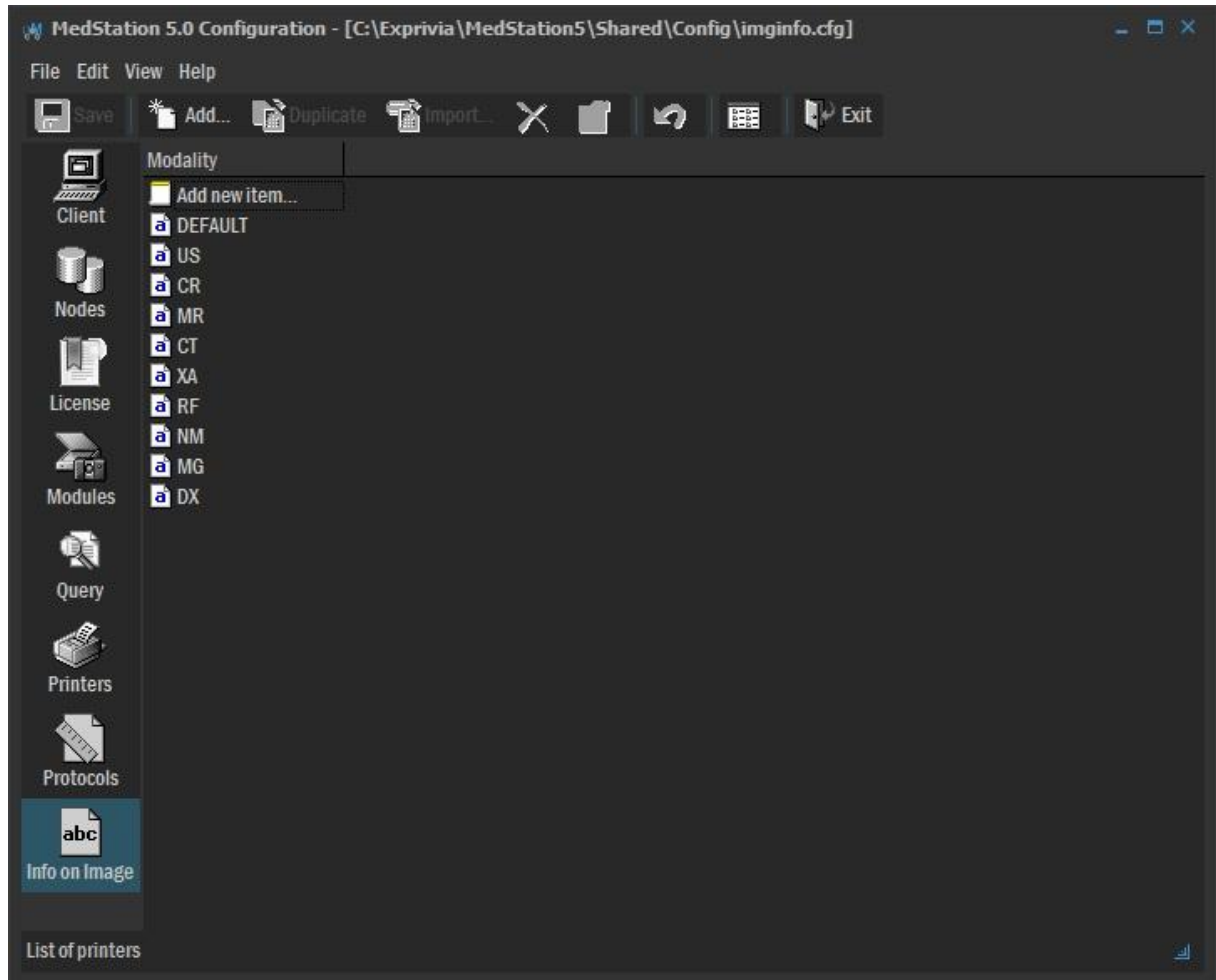 MedStation 5.0 Configuration - [C:\Exprivia\MedStation5\Shared\Config\imginfo.cfg]
File Edit View Help
Save Add... Duplicate Import... Exit
Client
Nodes
License
Modules
Query
Printers
Protocols
abc
Info on Image
Modality
Add new item...
a DEFAULT
a US
a CR
a MR
a CT
a XA
a RF
a NM
a MG
a DX
List of printers